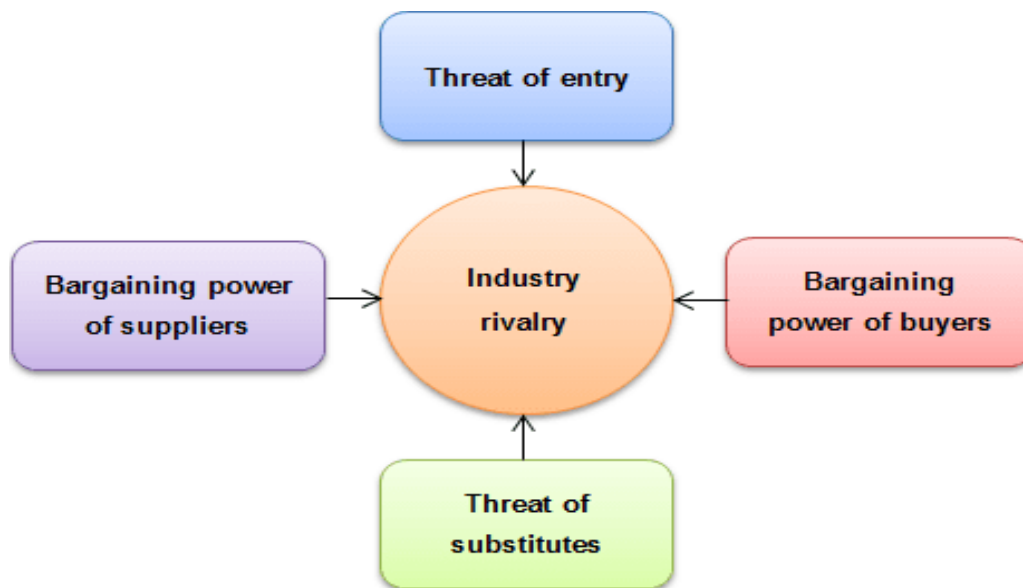 Threat of entry
Bargaining power
of suppliers
Industry
rivalry
Bargaining
power of buyers
Threat of
substitutes